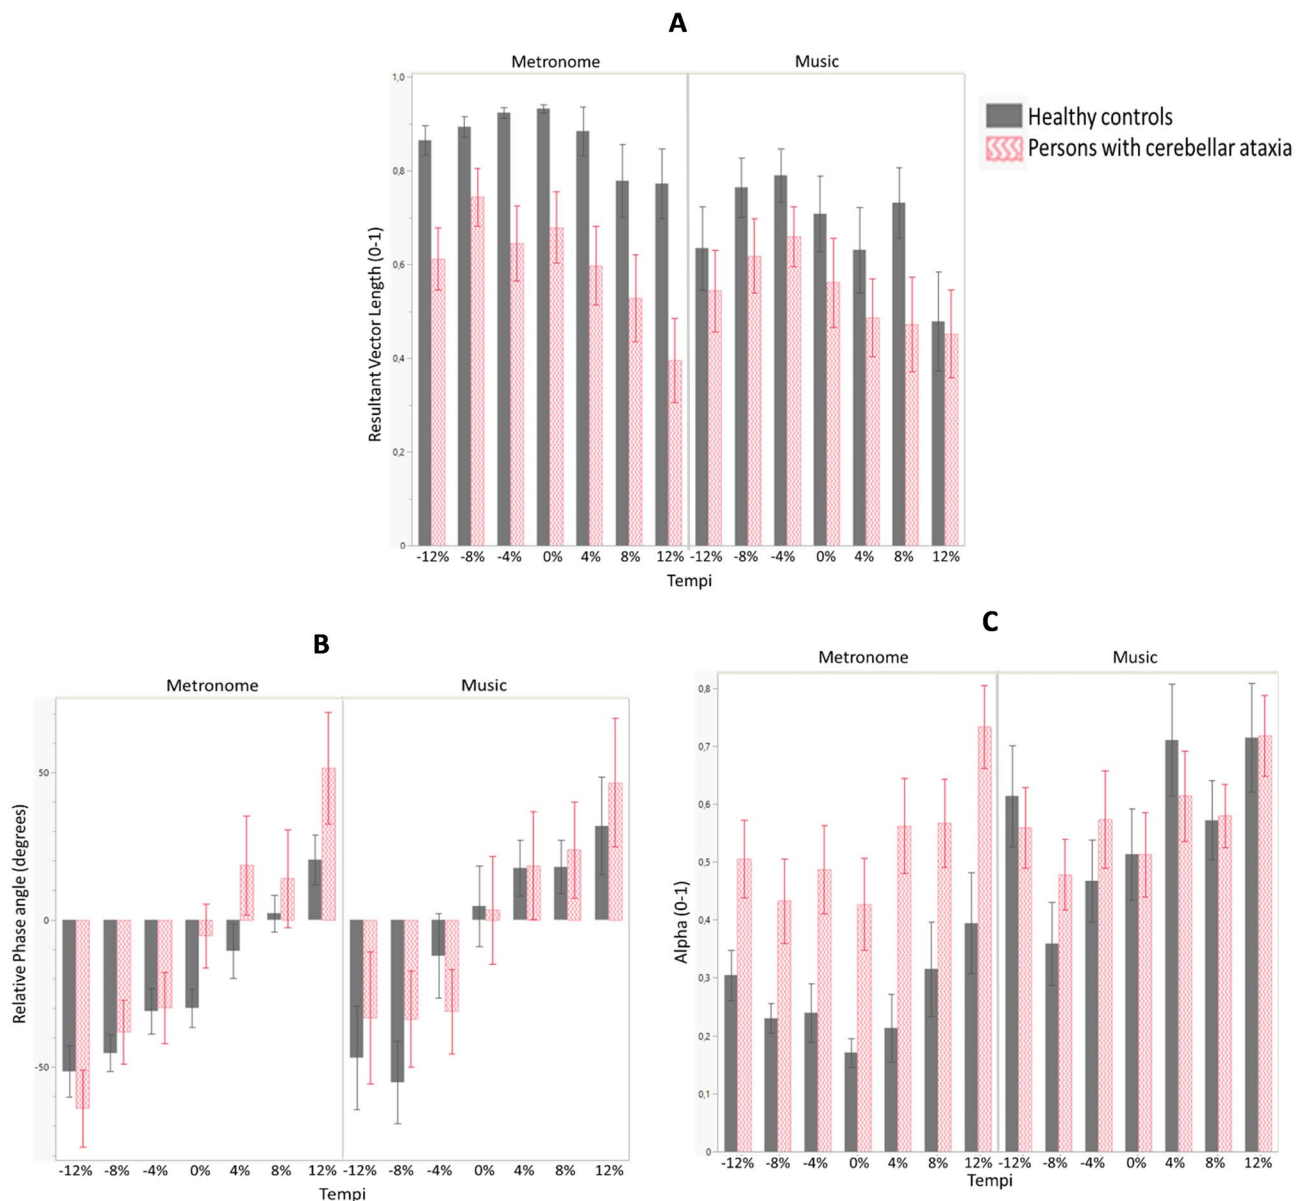 A
Metronome Music
Healthy controls
Persons with cerebellar ataxia
Resultant Vector Length (0-1)
1,0
0,8
0,6
0,4
0,2
0
-12% -8% -4% 0% 4% 8% 12% -12% -8% -4% 0% 4% 8% 12%
Tempi
B
Metronome Music
Relative Phase angle (degrees)
50
0
-50
-12% -8% -4% 0% 4% 8% 12% -12% -8% -4% 0% 4% 8% 12%
Tempi
C
Metronome Music
Alpha (0-1)
0,8
0,7
0,6
0,5
0,4
0,3
0,2
0,1
0
-12% -8% -4% 0% 4% 8% 12% -12% -8% -4% 0% 4% 8% 12%
Tempi